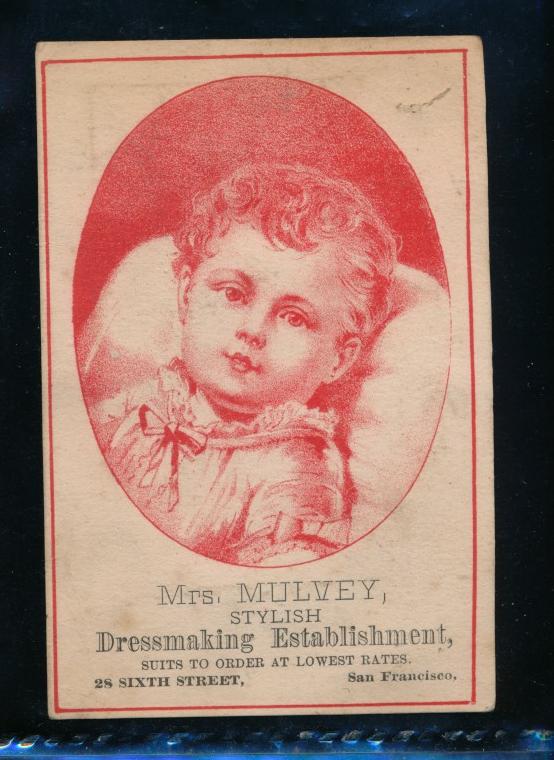 Mrs. MULVEY,
STYLISH
Dressmaking Establishment,
SUITS TO ORDER AT LOWEST RATES.
28 SIXTH STREET, San Francisco.